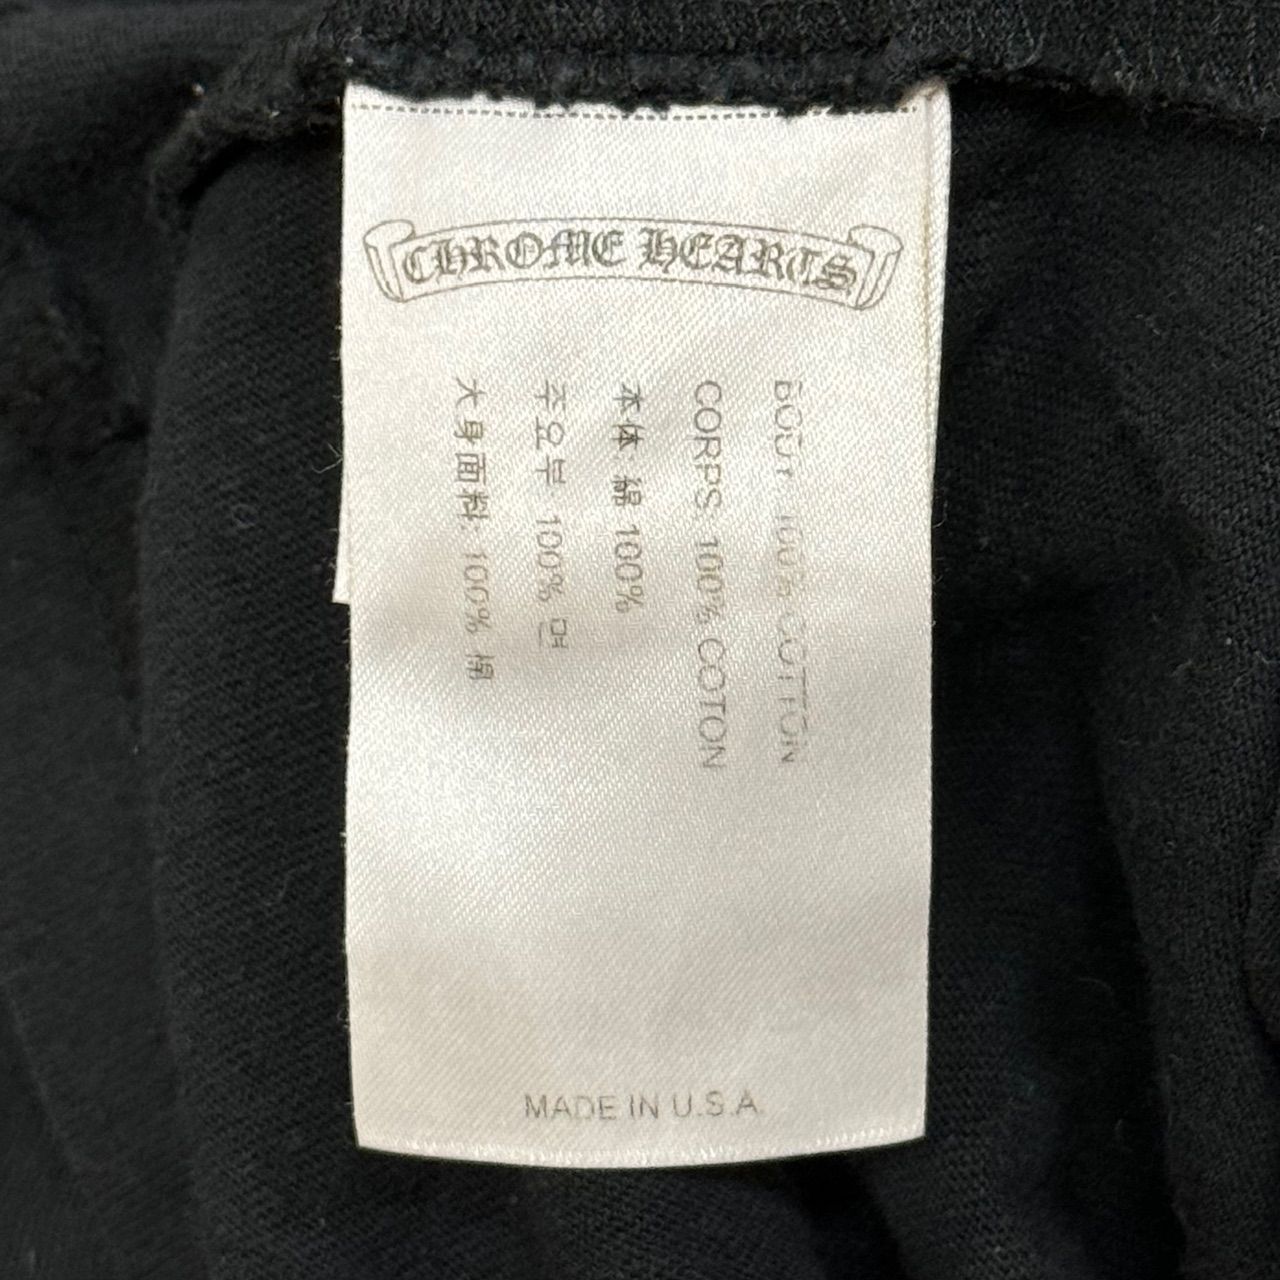 CHROME HEARTS
BODY 100% COTTON
CORPS 100% COTON
本体 綿 100%
주요부 100% 면
大身面料: 100% 棉
MADE IN U.S.A.